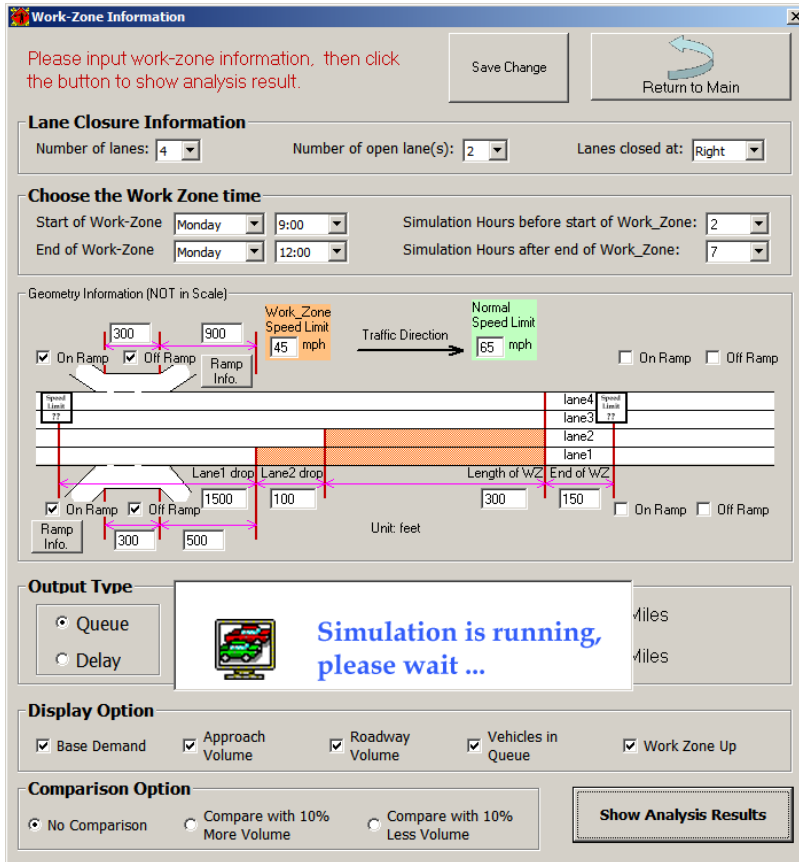 Work-Zone Information
Please input work-zone information, then click
the button to show analysis result.
Save Change
Return to Main
Lane Closure Information
Number of lanes: 4
Number of open lane(s): 2
Lanes closed at: Right
Choose the Work Zone time
Start of Work-Zone Monday 9:00
Simulation Hours before start of Work_Zone: 2
End of Work-Zone Monday 12:00
Simulation Hours after end of Work_Zone: 7
Geometry Information (NOT in Scale)
300
900
Work_Zone
Speed Limit
45 mph
Traffic Direction
Normal
Speed Limit
65 mph
On Ramp
Off Ramp
Ramp
Info.
On Ramp
Off Ramp
Speed
Limit
??
lane4
lane3
lane2
lane1
Speed
Limit
??
Lane1 drop
Lane2 drop
Length of WZ
End of WZ
1500
100
300
150
On Ramp
Off Ramp
On Ramp
Off Ramp
Ramp
Info.
300
500
Unit: feet
Output Type
Queue
Delay
Simulation is running,
please wait ...
Miles
Miles
Display Option
Base Demand
Approach
Volume
Roadway
Volume
Vehicles in
Queue
Work Zone Up
Comparison Option
No Comparison
Compare with 10%
More Volume
Compare with 10%
Less Volume
Show Analysis Results